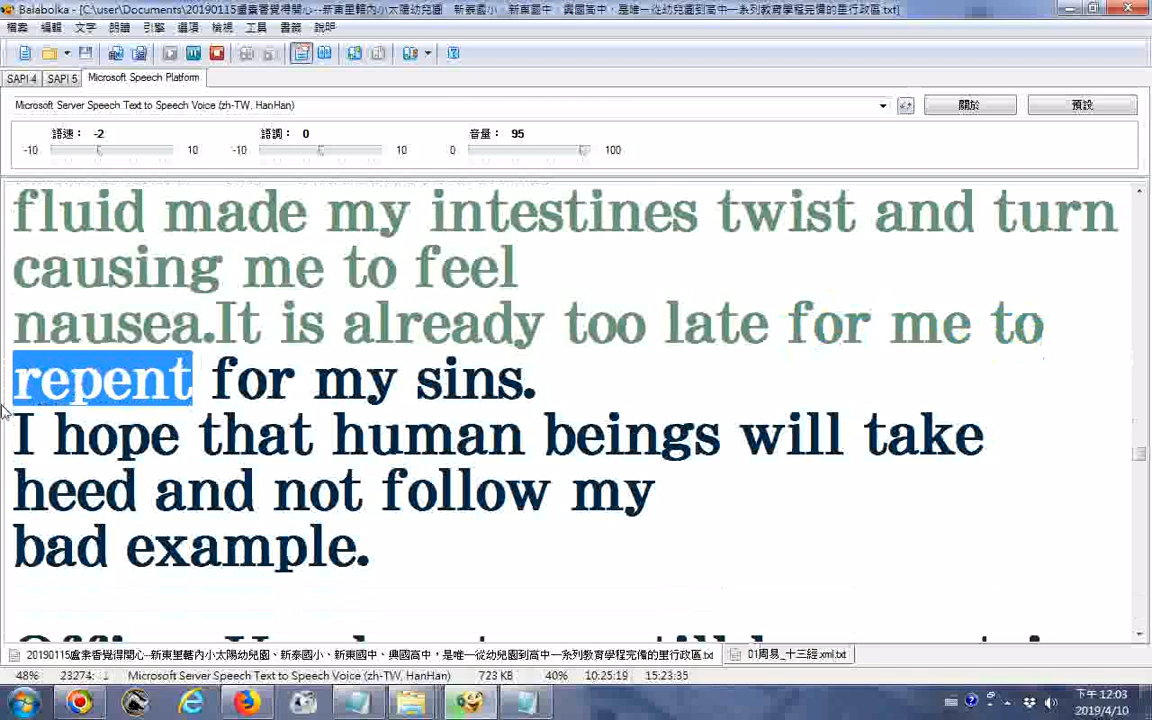 Balabolka - [C:\user\Documents\20190115盧素香覺得開心--新東里轄內小太陽幼兒園、新泰國小、新東國中、興國高中，是唯一從幼兒園到高中一系列教育學程完備的里行政區.txt]
檔案 編輯 文字 朗讀 引擎 選項 檢視 工具 書籤 說明
SAPI 4 SAPI 5 Microsoft Speech Platform
Microsoft Server Speech Text to Speech Voice (zh-TW, HanHan) 關於 預設
語速： -2 語調： 0 音量： 95
-10 10 -10 10 0 100
fluid made my intestines twist and turn
causing me to feel
nausea.It is already too late for me to
repent for my sins.
I hope that human beings will take
heed and not follow my
bad example.
20190115盧素香覺得開心--新東里轄內小太陽幼兒園、新泰國小、新東國中、興國高中，是唯一從幼兒園到高中一系列教育學程完備的里行政區.txt 01周易_十三經.xml.txt
48% 23274: 1 Microsoft Server Speech Text to Speech Voice (zh-TW, HanHan) 723 KB 40% 10:25:19 15:23:35
下午 12:03
2019/4/10